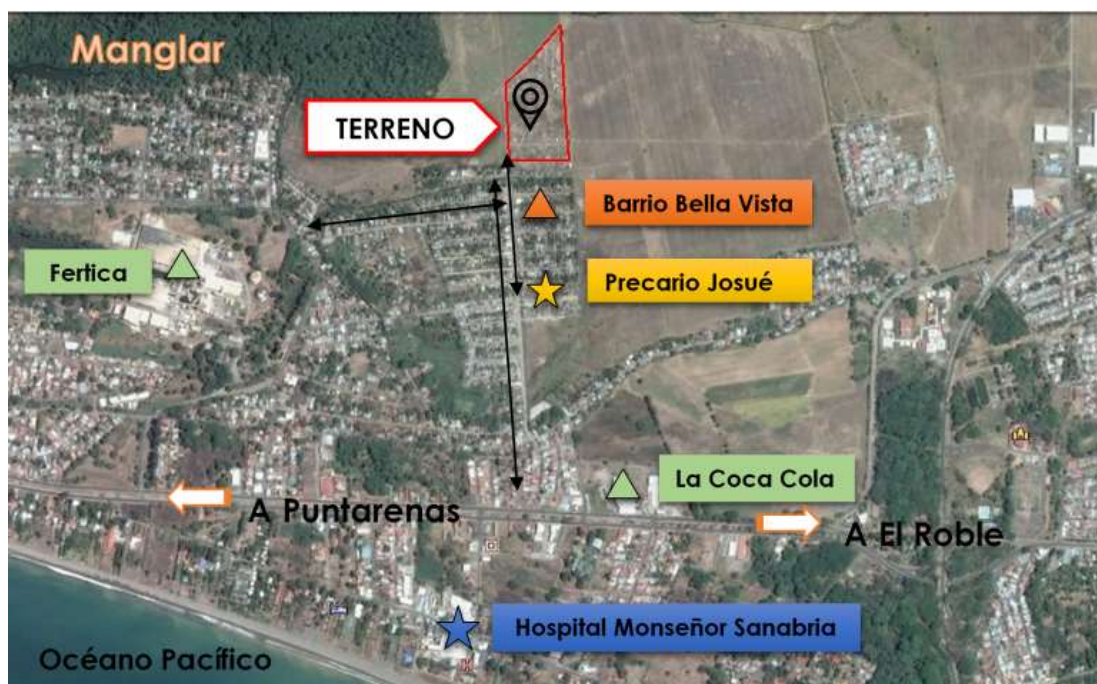 Manglar
TERRENO
Barrio Bella Vista
Fertica
Precario Josué
La Coca Cola
A Puntarenas
A El Roble
Hospital Monseñor Sanabria
Océano Pacífico